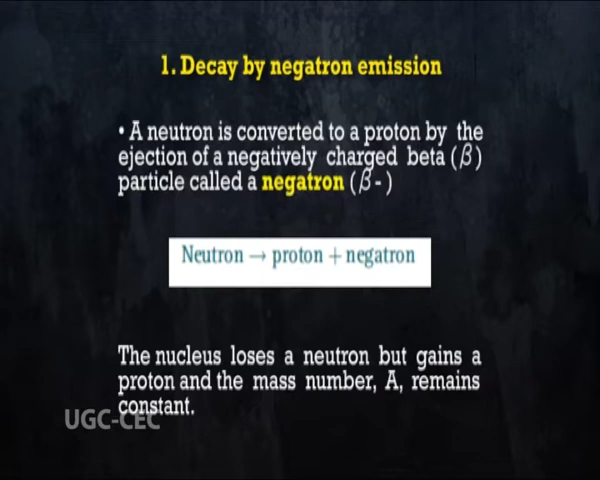 1. Decay by negatron emission
• A neutron is converted to a proton by the
ejection of a negatively charged beta (β)
particle called a negatron (β-)
Neutron → proton + negatron
The nucleus loses a neutron but gains a
proton and the mass number, A, remains
constant.
UGC-CEC